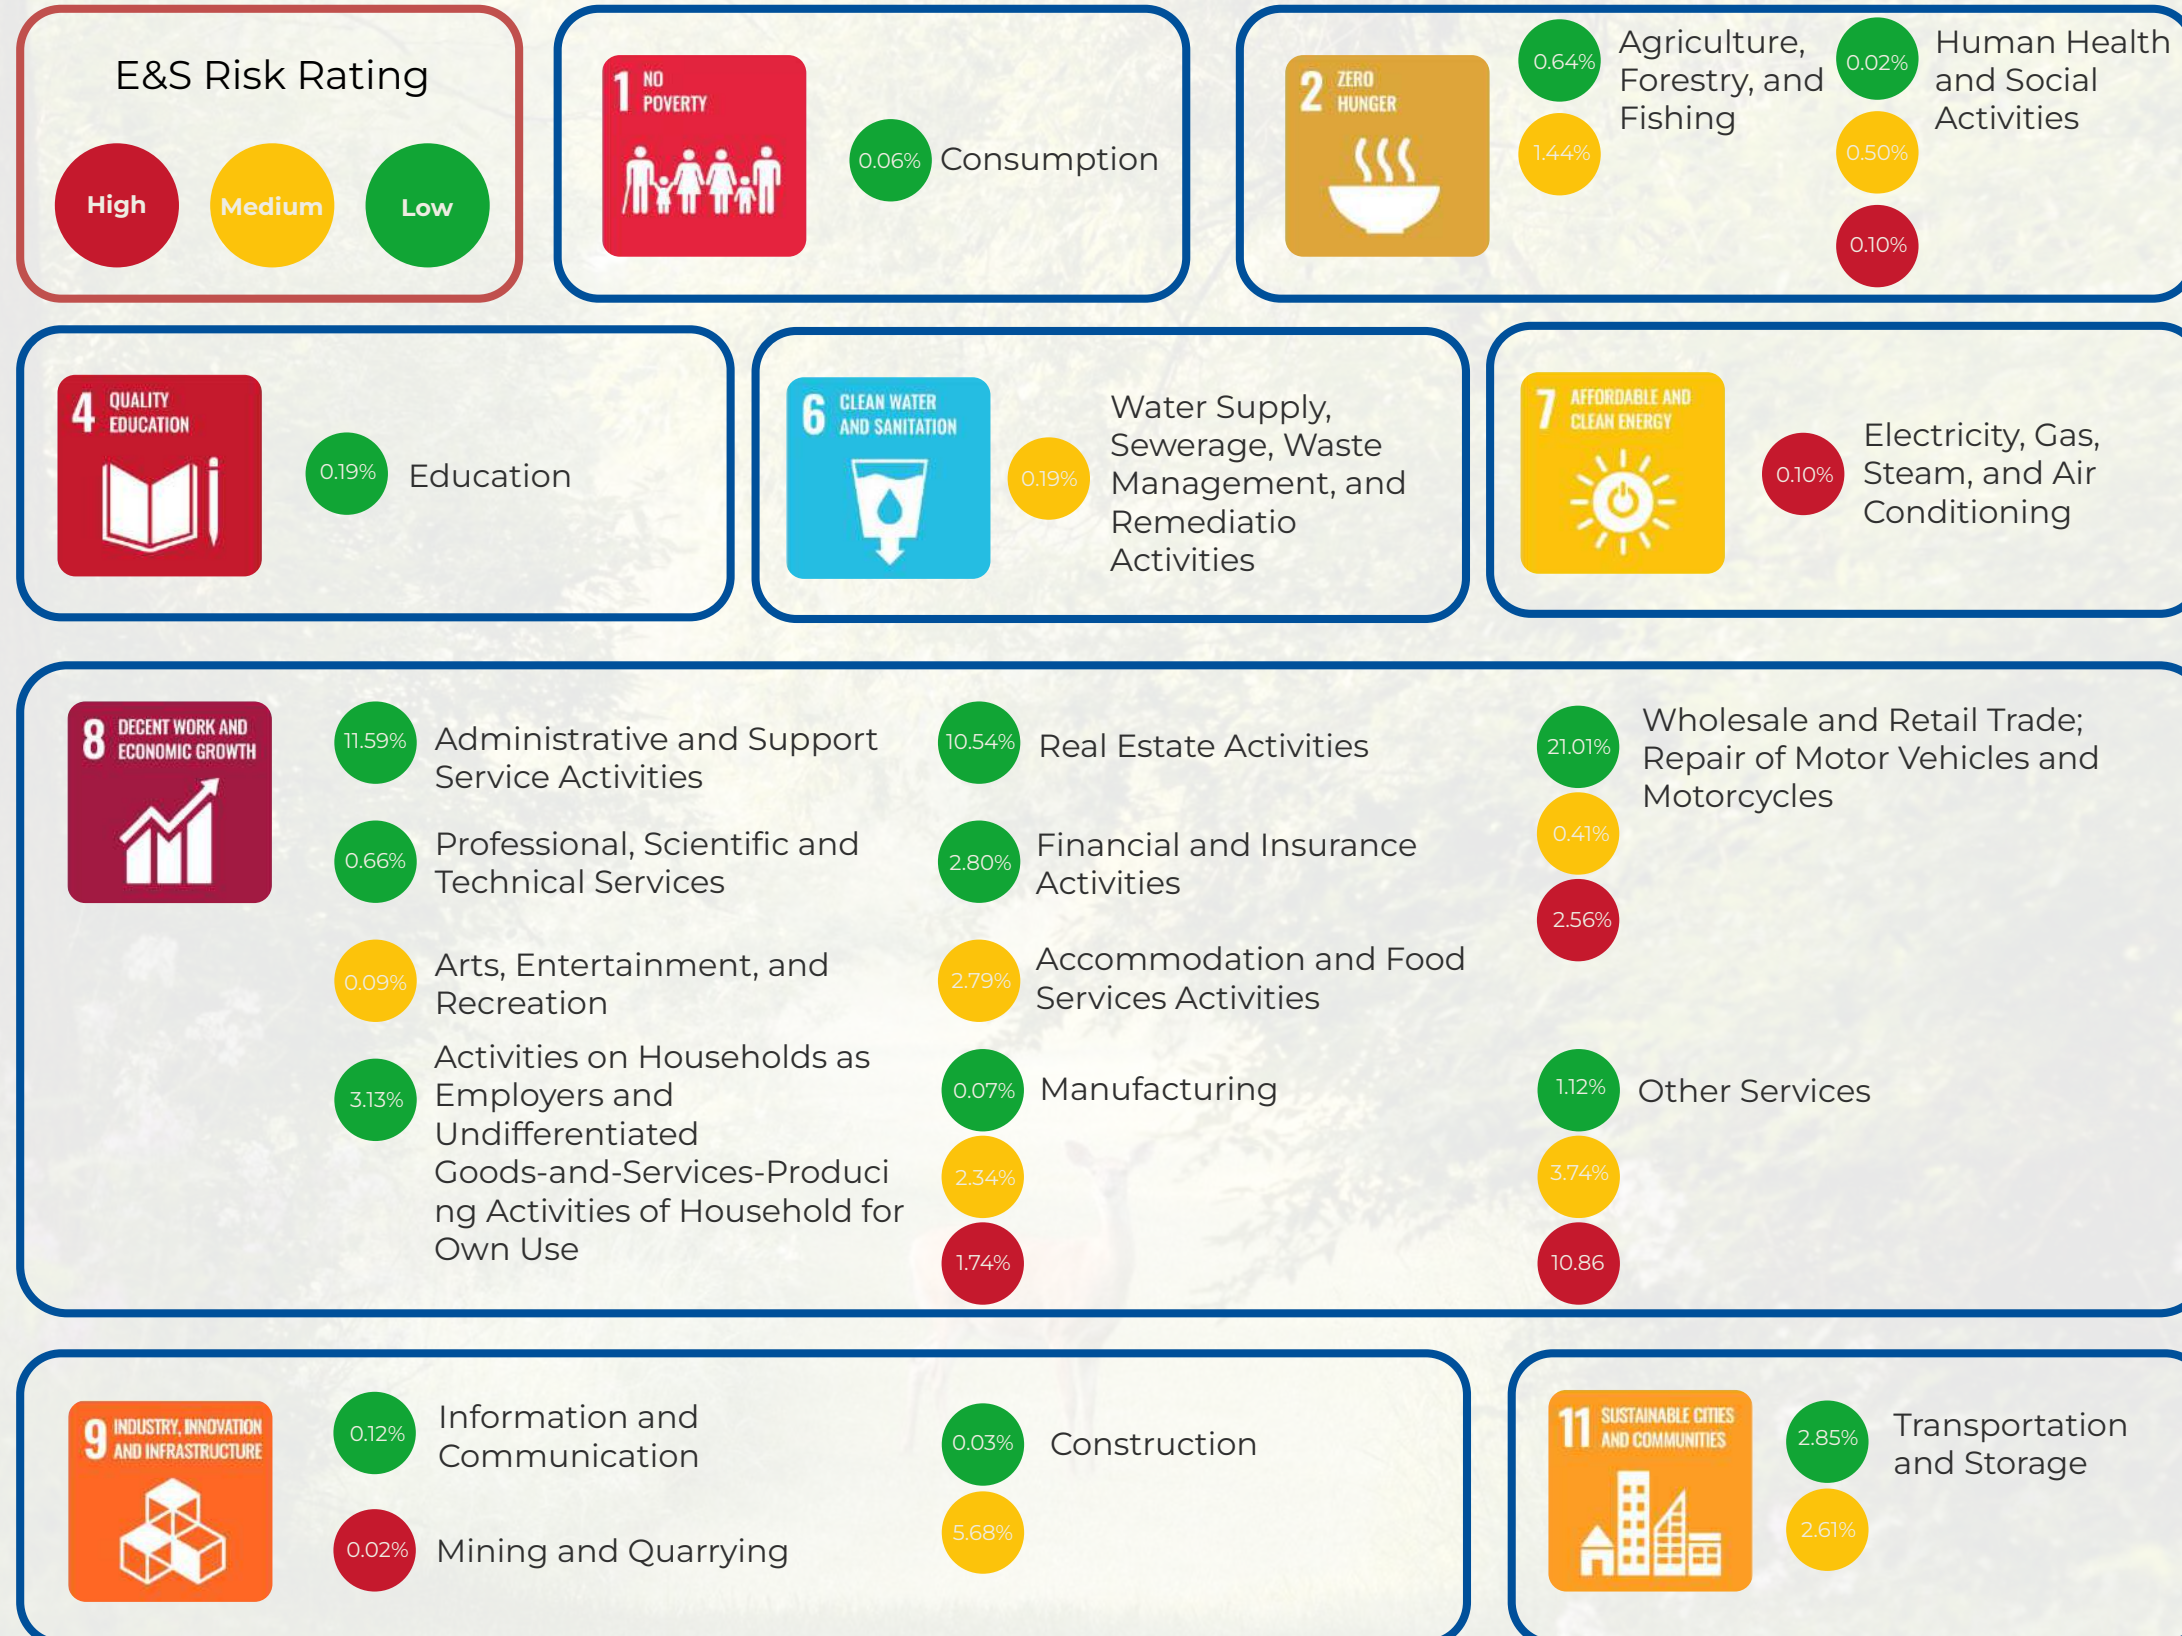 E&S Risk Rating
High
Medium
Low
1 NO
POVERTY
0.06%
Consumption
2 ZERO
HUNGER
0.64%
1.44%
Agriculture,
Forestry, and
Fishing
0.02%
0.50%
0.10%
Human Health
and Social
Activities
4 QUALITY
EDUCATION
0.19%
Education
6 CLEAN WATER
AND SANITATION
0.19%
Water Supply,
Sewerage, Waste
Management, and
Remediatio
Activities
7 AFFORDABLE AND
CLEAN ENERGY
0.10%
Electricity, Gas,
Steam, and Air
Conditioning
8 DECENT WORK AND
ECONOMIC GROWTH
11.59%
Administrative and Support
Service Activities
0.66%
Professional, Scientific and
Technical Services
0.09%
Arts, Entertainment, and
Recreation
3.13%
Activities on Households as
Employers and
Undifferentiated
Goods-and-Services-Produci
ng Activities of Household for
Own Use
10.54%
Real Estate Activities
2.80%
Financial and Insurance
Activities
2.79%
Accommodation and Food
Services Activities
0.07%
Manufacturing
2.34%
1.74%
21.01%
Wholesale and Retail Trade;
Repair of Motor Vehicles and
Motorcycles
0.41%
2.56%
1.12%
Other Services
3.74%
10.86
9 INDUSTRY, INNOVATION
AND INFRASTRUCTURE
0.12%
Information and
Communication
0.02%
Mining and Quarrying
0.03%
Construction
5.68%
11 SUSTAINABLE CITIES
AND COMMUNITIES
2.85%
Transportation
and Storage
2.61%